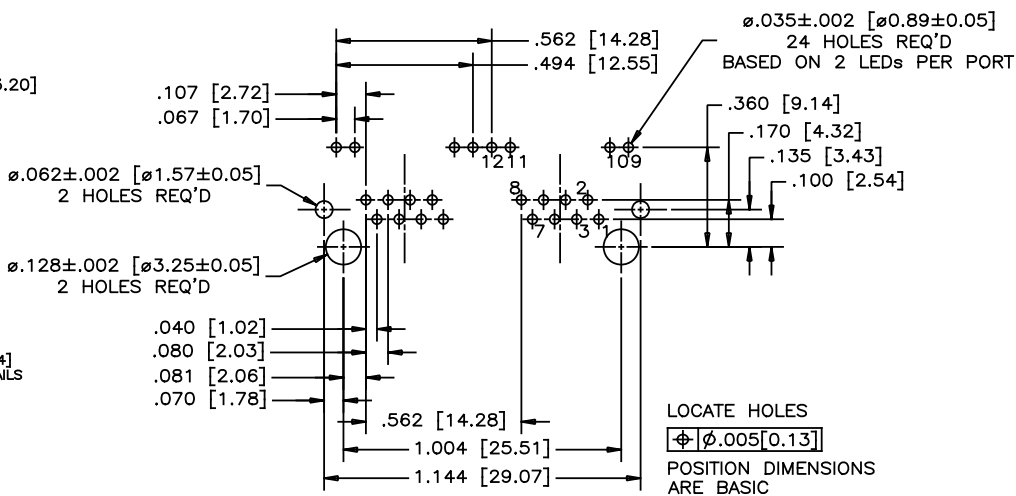 ø.035±.002 [ø0.89±0.05]
24 HOLES REQ'D
BASED ON 2 LEDs PER PORT
.562 [14.28]
.494 [12.55]
.20]
.107 [2.72]
.067 [1.70]
.360 [9.14]
.170 [4.32]
.135 [3.43]
.100 [2.54]
1211
109
ø.062±.002 [ø1.57±0.05]
2 HOLES REQ'D
8
2
7
3
1
ø.128±.002 [ø3.25±0.05]
2 HOLES REQ'D
.040 [1.02]
.080 [2.03]
.081 [2.06]
.070 [1.78]
.562 [14.28]
1.004 [25.51]
1.144 [29.07]
LOCATE HOLES
⌖ Ø.005[0.13]
POSITION DIMENSIONS
ARE BASIC